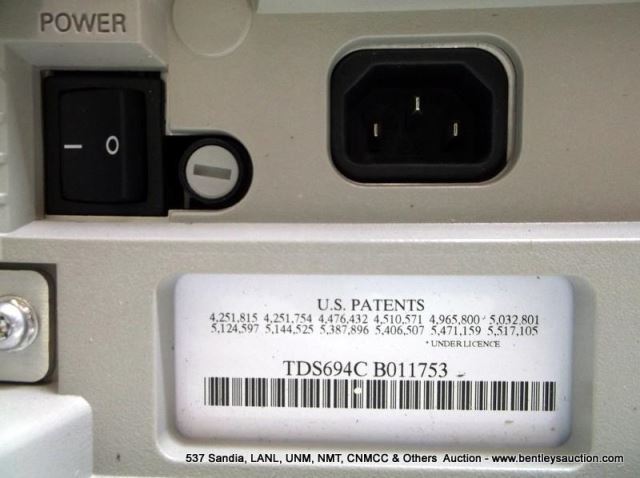 POWER
I O
U.S. PATENTS
4,251,815 4,251,754 4,476,432 4,510,571 4,965,800 * 5,032,801
5,124,597 5,144,525 5,387,896 5,406,507 5,471,159 5,517,105
* UNDER LICENCE
TDS694C B011753
537 Sandia, LANL, UNM, NMT, CNMCC & Others Auction - www.bentleysauction.com